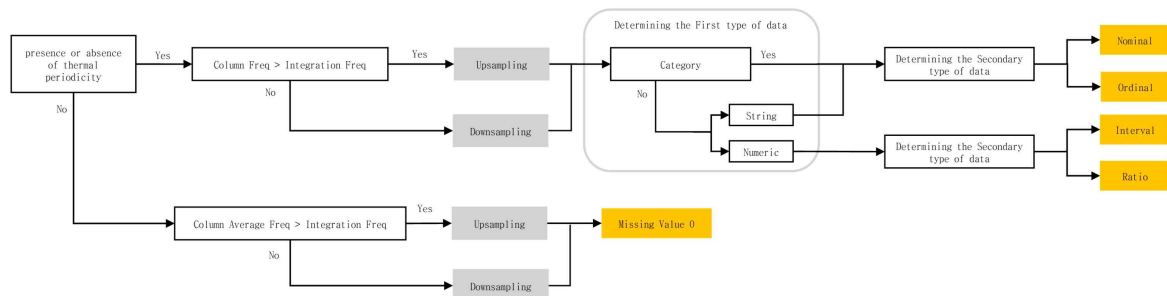 Determining the First type of data
presence or absence
of thermal
periodicity
Yes
No
Column Freq > Integration Freq
Yes
No
Upsampling
Downsampling
Category
Yes
No
String
Numeric
Determining the Secondary
type of data
Nominal
Ordinal
Determining the Secondary
type of data
Interval
Ratio
Column Average Freq > Integration Freq
Yes
No
Upsampling
Downsampling
Missing Value 0